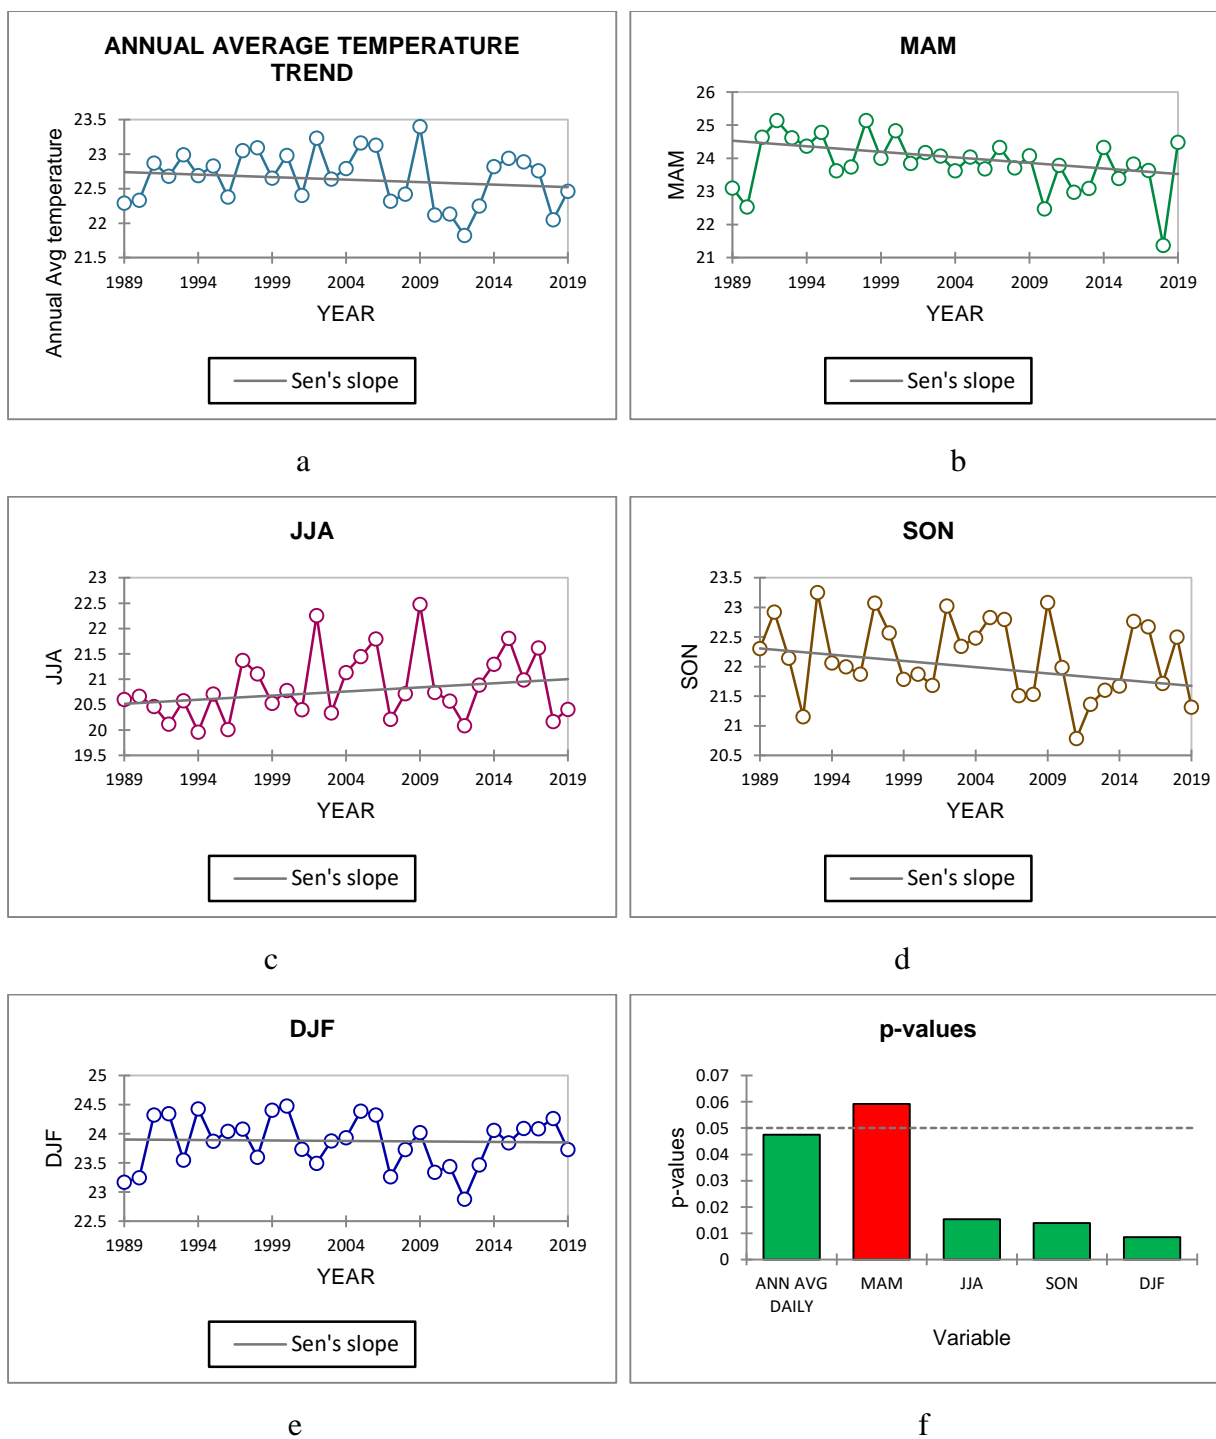 ANNUAL AVERAGE TEMPERATURE
TREND
Annual Avg temperature
23.5
23
22.5
22
21.5
1989 1994 1999 2004 2009 2014 2019
YEAR
Sen's slope
a
MAM
MAM
26
25
24
23
22
21
1989 1994 1999 2004 2009 2014 2019
YEAR
Sen's slope
b
JJA
JJA
23
22.5
22
21.5
21
20.5
20
19.5
1989 1994 1999 2004 2009 2014 2019
YEAR
Sen's slope
c
SON
SON
23.5
23
22.5
22
21.5
21
20.5
1989 1994 1999 2004 2009 2014 2019
YEAR
Sen's slope
d
DJF
DJF
25
24.5
24
23.5
23
22.5
1989 1994 1999 2004 2009 2014 2019
YEAR
Sen's slope
e
p-values
p-values
0.07
0.06
0.05
0.04
0.03
0.02
0.01
0
ANN AVG MAM JJA SON DJF
DAILY
Variable
f